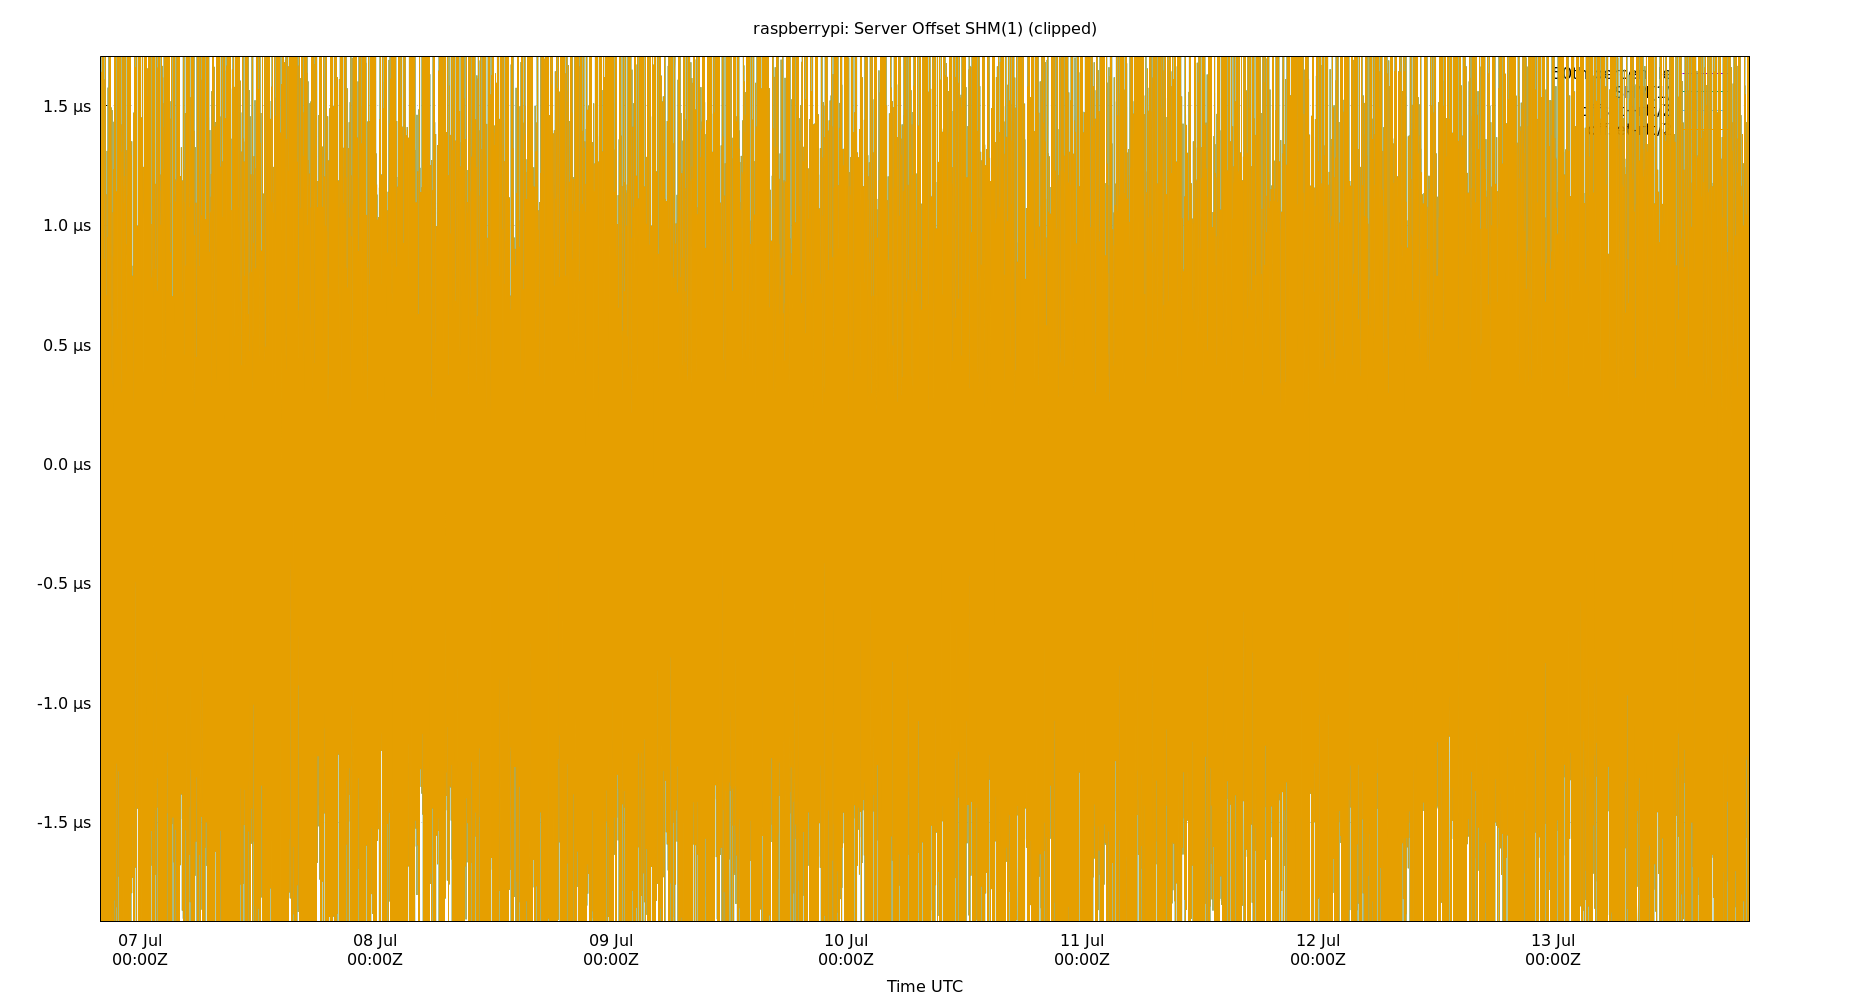 raspberrypi: Server Offset SHM(1) (clipped)
1.5 µs
1.0 µs
0.5 µs
0.0 µs
-0.5 µs
-1.0 µs
-1.5 µs
07 Jul 08 Jul 09 Jul 10 Jul 11 Jul 12 Jul 13 Jul
00:00Z 00:00Z 00:00Z 00:00Z 00:00Z 00:00Z 00:00Z
Time UTC